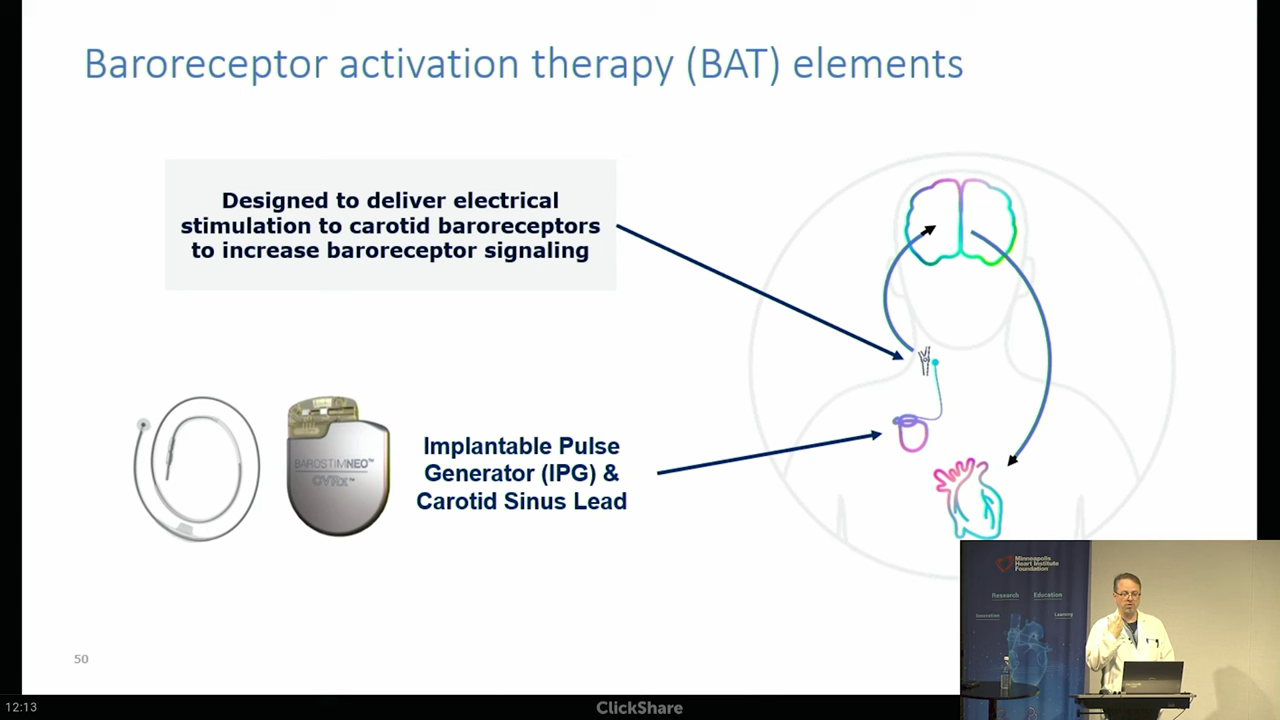 Baroreceptor activation therapy (BAT) elements
Designed to deliver electrical
stimulation to carotid baroreceptors
to increase baroreceptor signaling
BAROSTIM NEO™
CVRx™
Implantable Pulse
Generator (IPG) &
Carotid Sinus Lead
Minneapolis
Heart Institute
Foundation
Research Education
Innovation Learning
50
12:13
ClickShare